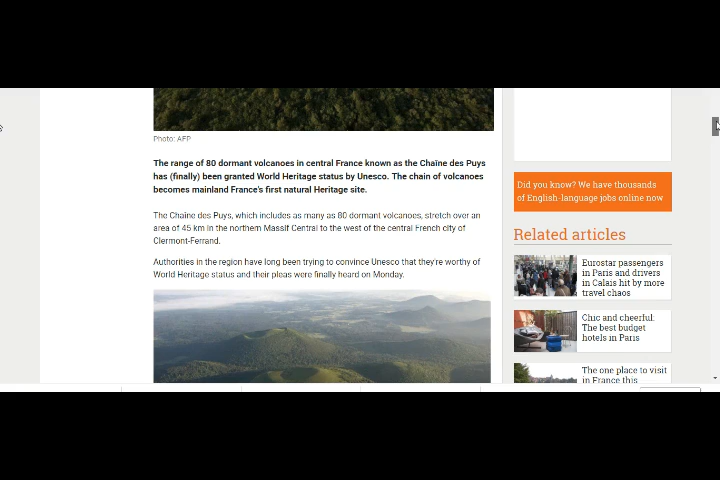 Photo: AFP
The range of 80 dormant volcanoes in central France known as the Chaîne des Puys
has (finally) been granted World Heritage status by Unesco. The chain of volcanoes
becomes mainland France's first natural Heritage site.
The Chaîne des Puys, which includes as many as 80 dormant volcanoes, stretch over an
area of 45 km in the northern Massif Central to the west of the central French city of
Clermont-Ferrand.
Authorities in the region have long been trying to convince Unesco that they're worthy of
World Heritage status and their pleas were finally heard on Monday.
Did you know? We have thousands
of English-language jobs online now
Related articles
Eurostar passengers
in Paris and drivers
in Calais hit by more
travel chaos
Chic and cheerful:
The best budget
hotels in Paris
The one place to visit
in France this